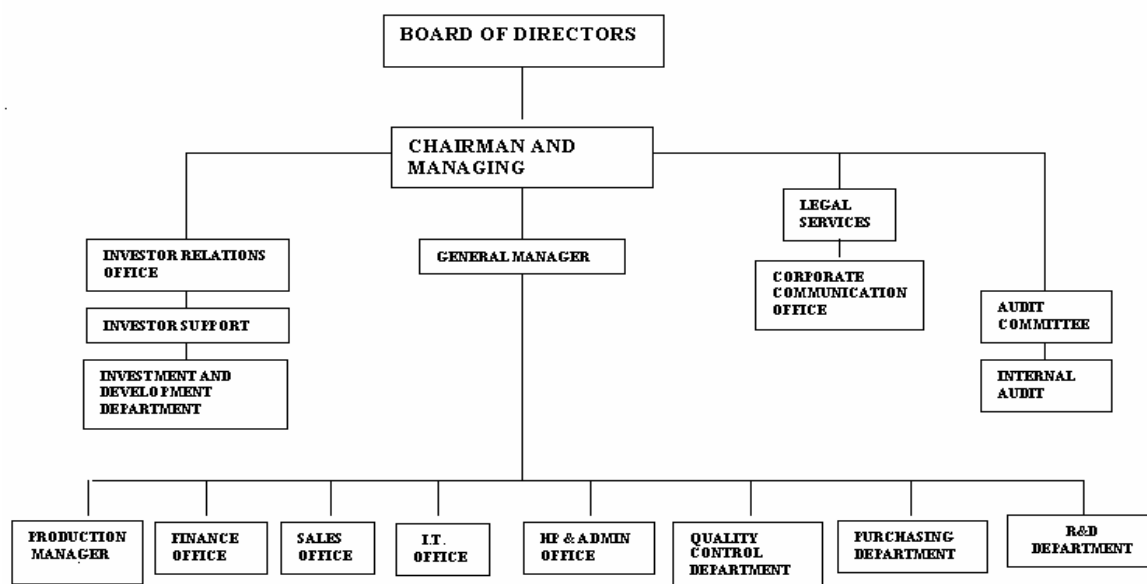 BOARD OF DIRECTORS
CHAIRMAN AND
MANAGING
LEGAL
SERVICES
INVESTOR RELATIONS
OFFICE
GENERAL MANAGER
CORPORATE
COMMUNICATION
OFFICE
INVESTOR SUPPORT
AUDIT
COMMITTEE
INVESTMENT AND
DEVELOPMENT
DEPARTMENT
INTERNAL
AUDIT
PRODUCTION
MANAGER
FINANCE
OFFICE
SALES
OFFICE
I.T.
OFFICE
HP & ADMIN
OFFICE
QUALITY
CONTROL
DEPARTMENT
PURCHASING
DEPARTMENT
R&D
DEPARTMENT